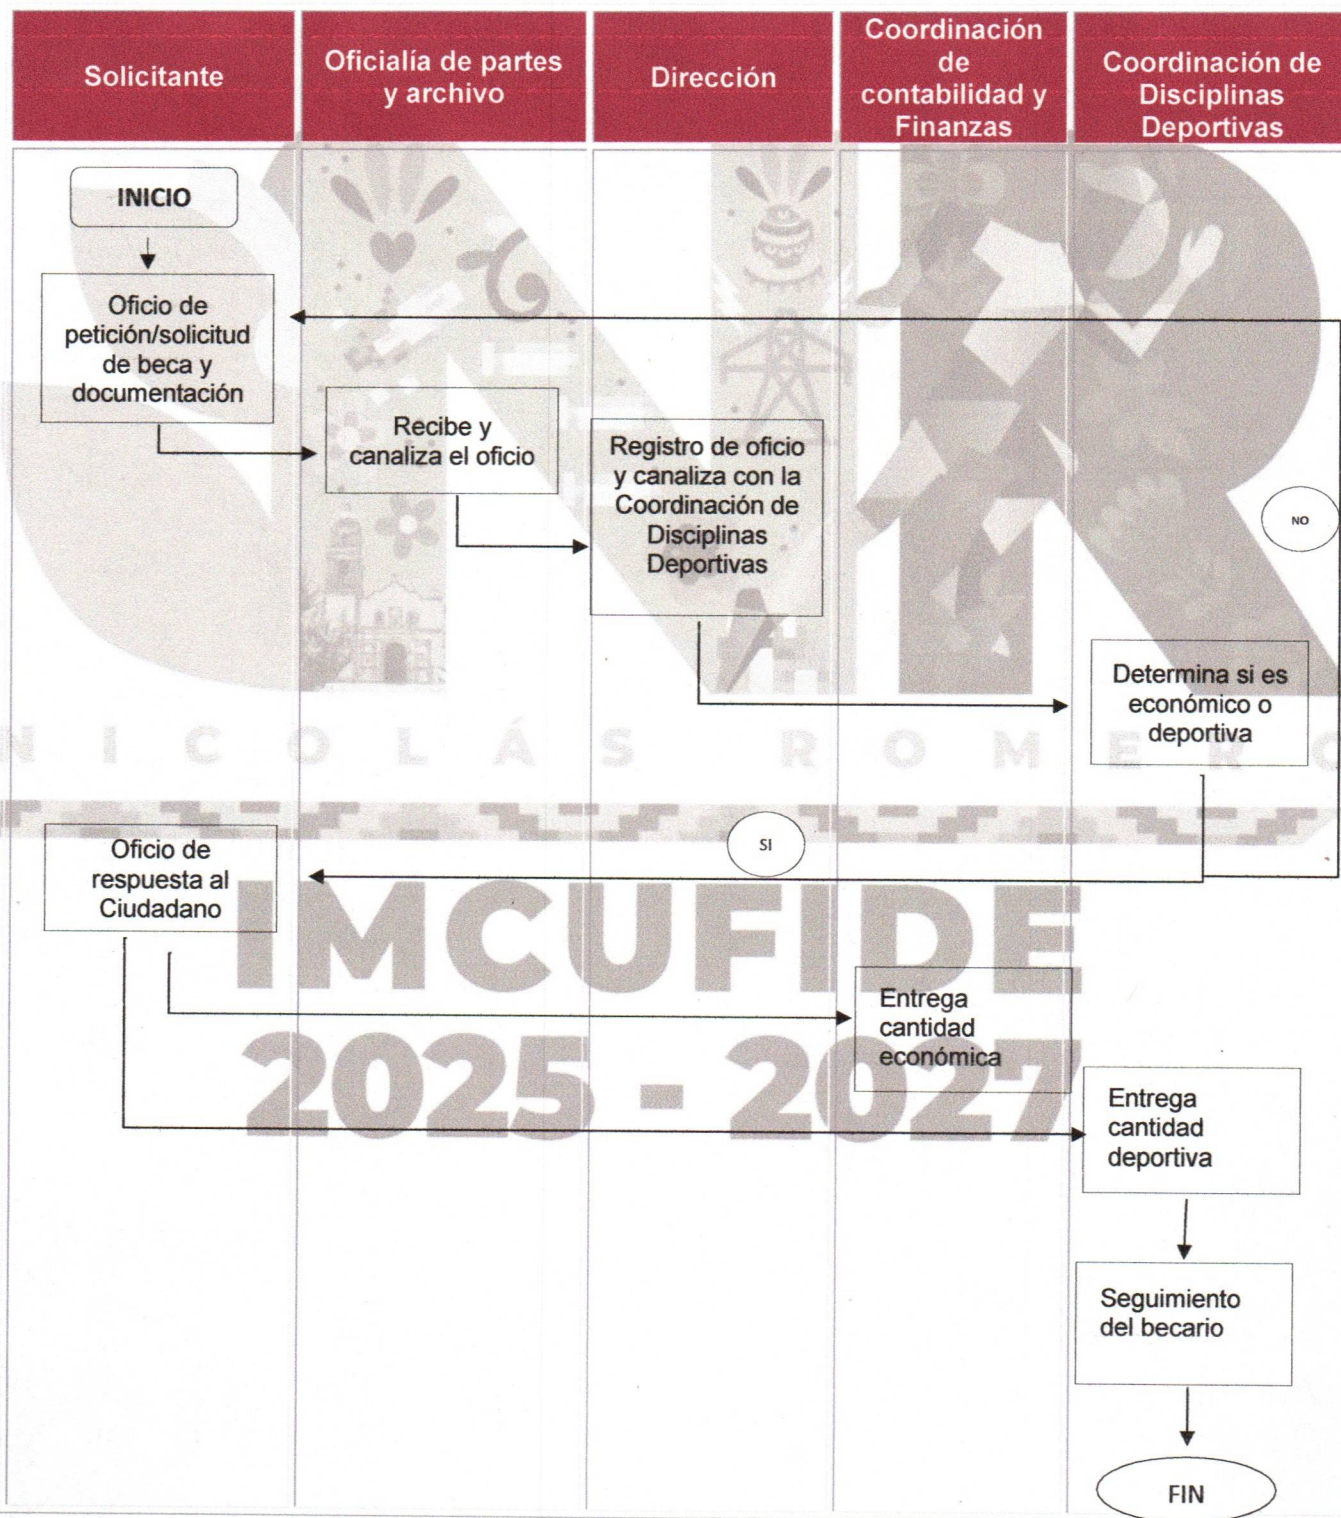 Solicitante
Oficialía de partes
y archivo
Dirección
Coordinación
de
contabilidad y
Finanzas
Coordinación de
Disciplinas
Deportivas
INICIO
Oficio de
petición/solicitud
de beca y
documentación
Recibe y
canaliza el oficio
Registro de oficio
y canaliza con la
Coordinación de
Disciplinas
Deportivas
NO
Determina si es
económico o
deportiva
SNR
NICOLÁS ROMERO
SI
Oficio de
respuesta al
Ciudadano
IMCUFIDE
2025 - 2027
Entrega
cantidad
económica
Entrega
cantidad
deportiva
Seguimiento
del becario
FIN